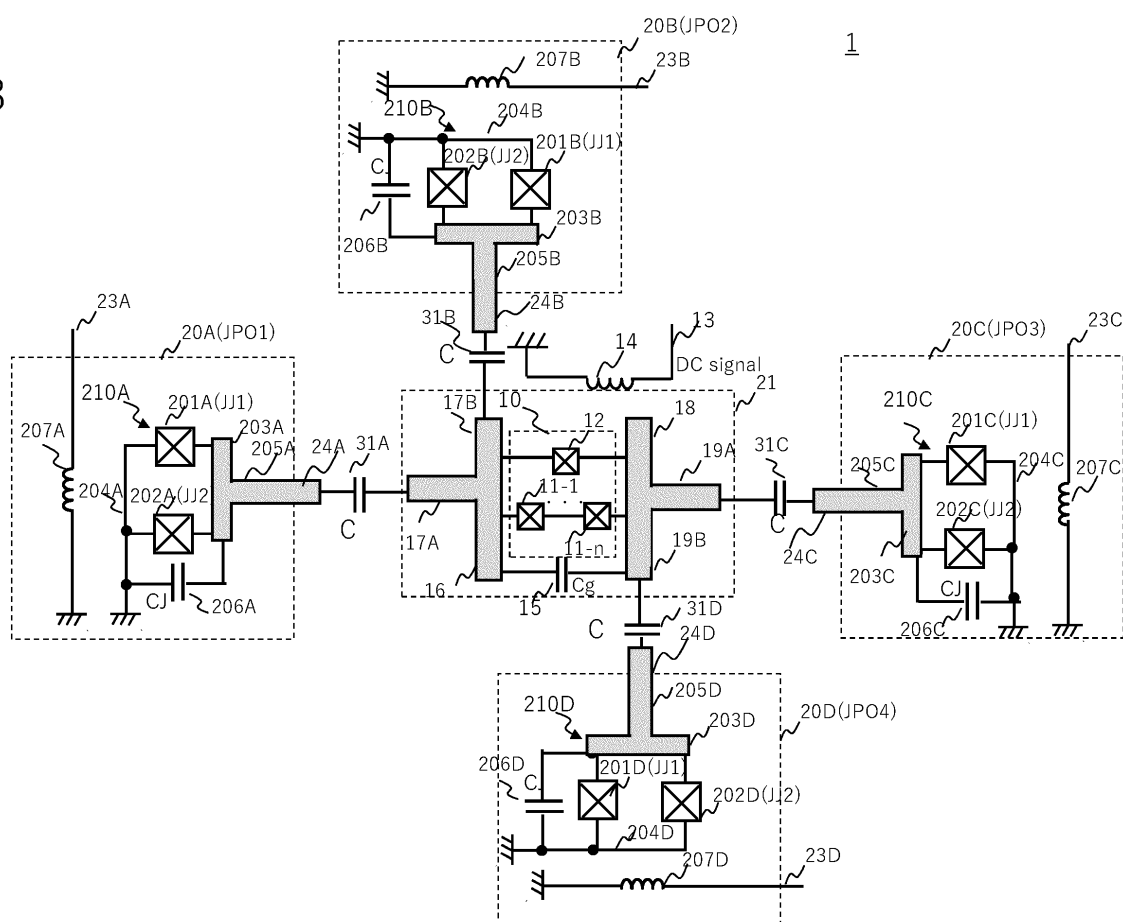 20B(JPO2)
1
207B
23B
210B
204B
201B(JJ1)
202B(JJ2)
C
206B
203B
205B
24B
31B
C
13
14
DC signal
23A
20A(JPO1)
20C(JPO3)
23C
21
210A
201A(JJ1)
203A
207A
205A
24A
31A
204A
202A(JJ2
C
CJ
206A
17B
10
12
18
11-1
11-n
17A
16
15
Cg
19A
19B
31C
C
210C
201C(JJ1)
205C
204C
207C
202C(JJ2)
24C
203C
CJ
206C
31D
C
24D
205D
210D
203D
20D(JPO4)
206D
C
201D(JJ1)
202D(JJ2)
204D
207D
23D